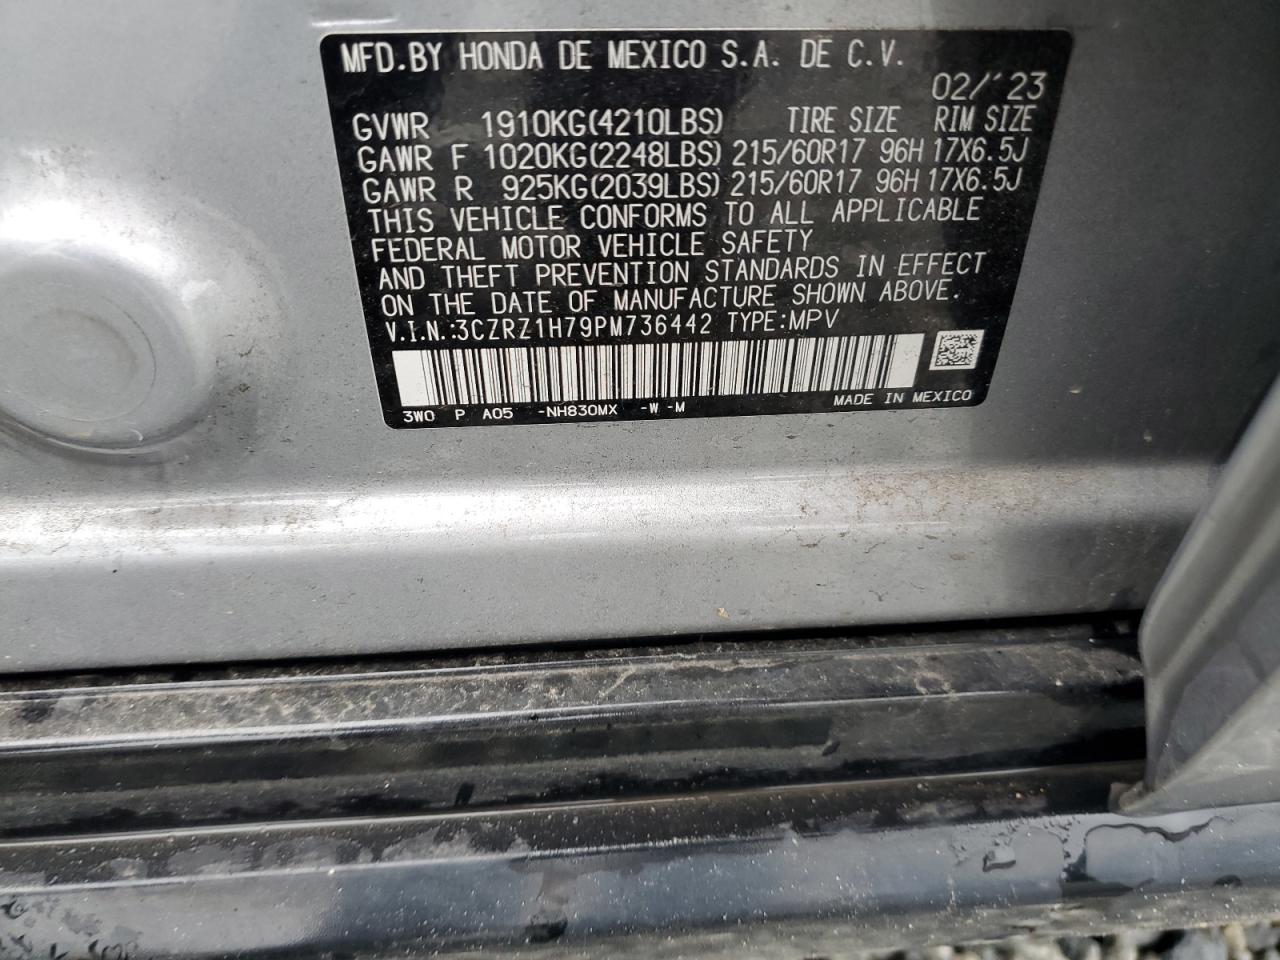 MFD.BY HONDA DE MEXICO S.A. DE C.V.
02/'23
GVWR 1910KG(4210LBS) TIRE SIZE RIM SIZE
GAWR F 1020KG(2248LBS) 215/60R17 96H 17X6.5J
GAWR R 925KG(2039LBS) 215/60R17 96H 17X6.5J
THIS VEHICLE CONFORMS TO ALL APPLICABLE
FEDERAL MOTOR VEHICLE SAFETY
AND THEFT PREVENTION STANDARDS IN EFFECT
ON THE DATE OF MANUFACTURE SHOWN ABOVE.
V.I.N.:3CZRZ1H79PM736442 TYPE:MPV
3W0 P A05 -NH830MX -W -M MADE IN MEXICO